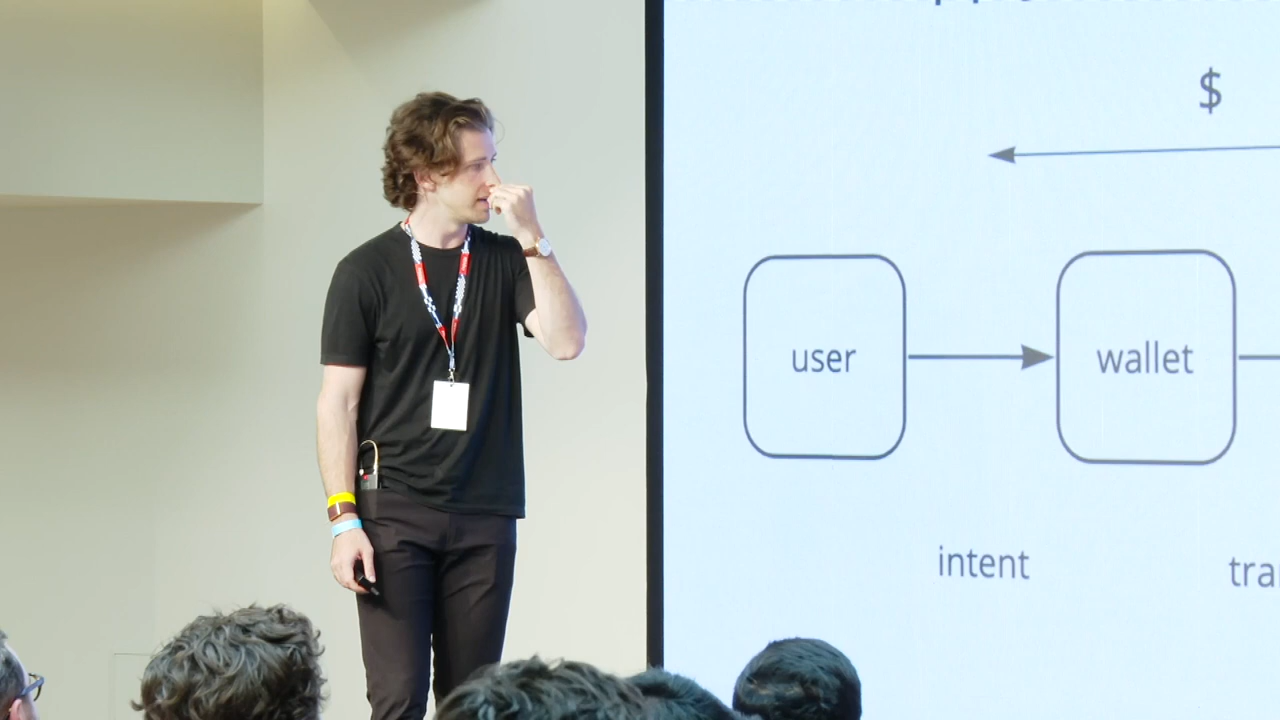 $
user
wallet
intent